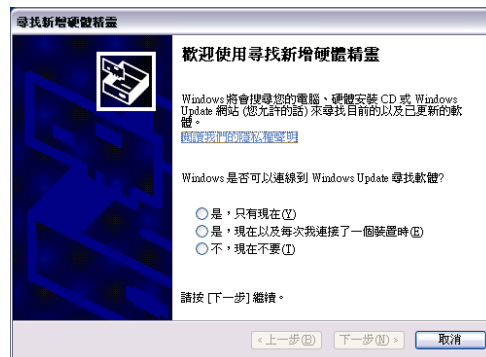 尋找新增硬體精靈
歡迎使用尋找新增硬體精靈
Windows 將會搜尋您的電腦、硬體安裝 CD 或 Windows
Update 網站 (您允許的話) 來尋找目前的以及已更新的軟
體。
閱讀我們的隱私權聲明
Windows 是否可以連線到 Windows Update 尋找軟體?
是，只有現在(Y)
是，現在以及每次我連接了一個裝置時(E)
不，現在不要(T)
請按 [下一步] 繼續。
<上一步(B) 下一步(N)> 取消